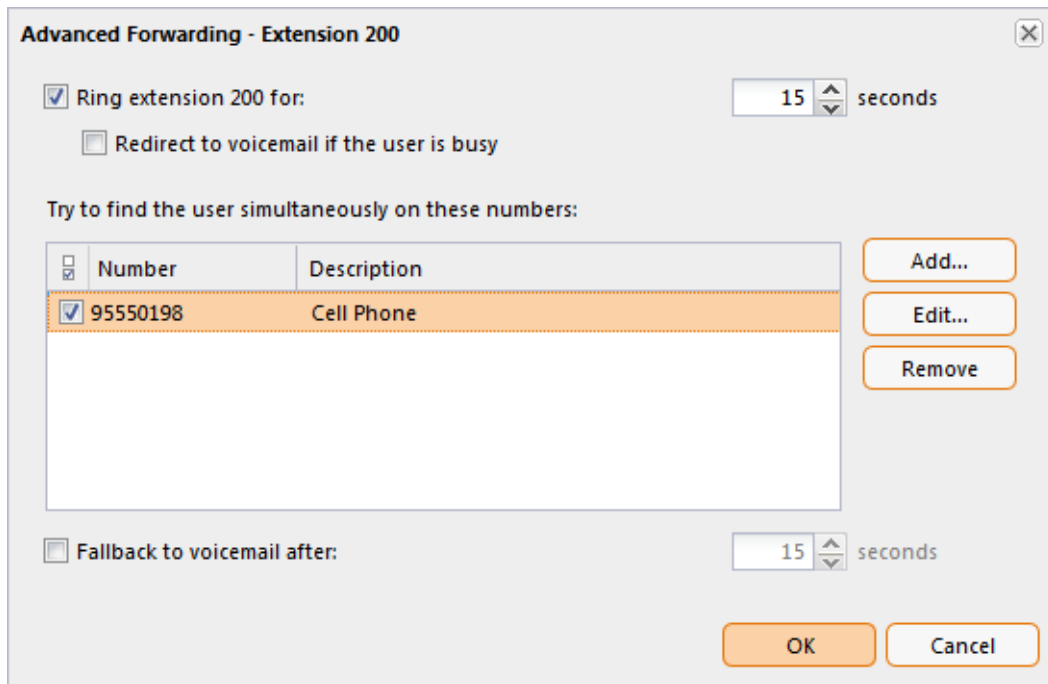 Advanced Forwarding - Extension 200
Ring extension 200 for: 15 seconds
Redirect to voicemail if the user is busy
Try to find the user simultaneously on these numbers:
Number Description Add...
95550198 Cell Phone Edit...
Remove
Fallback to voicemail after: 15 seconds
OK Cancel